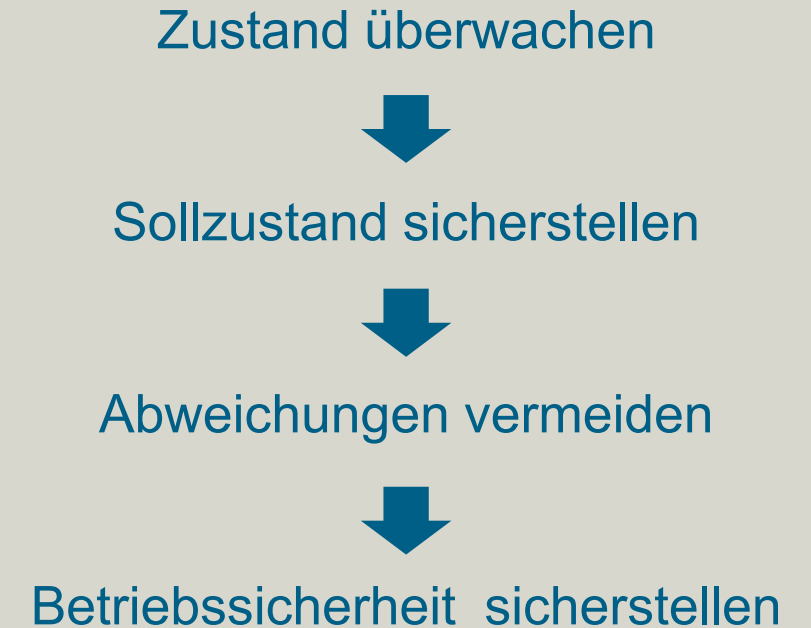 Zustand überwachen
Sollzustand sicherstellen
Abweichungen vermeiden
Betriebssicherheit  sicherstellen